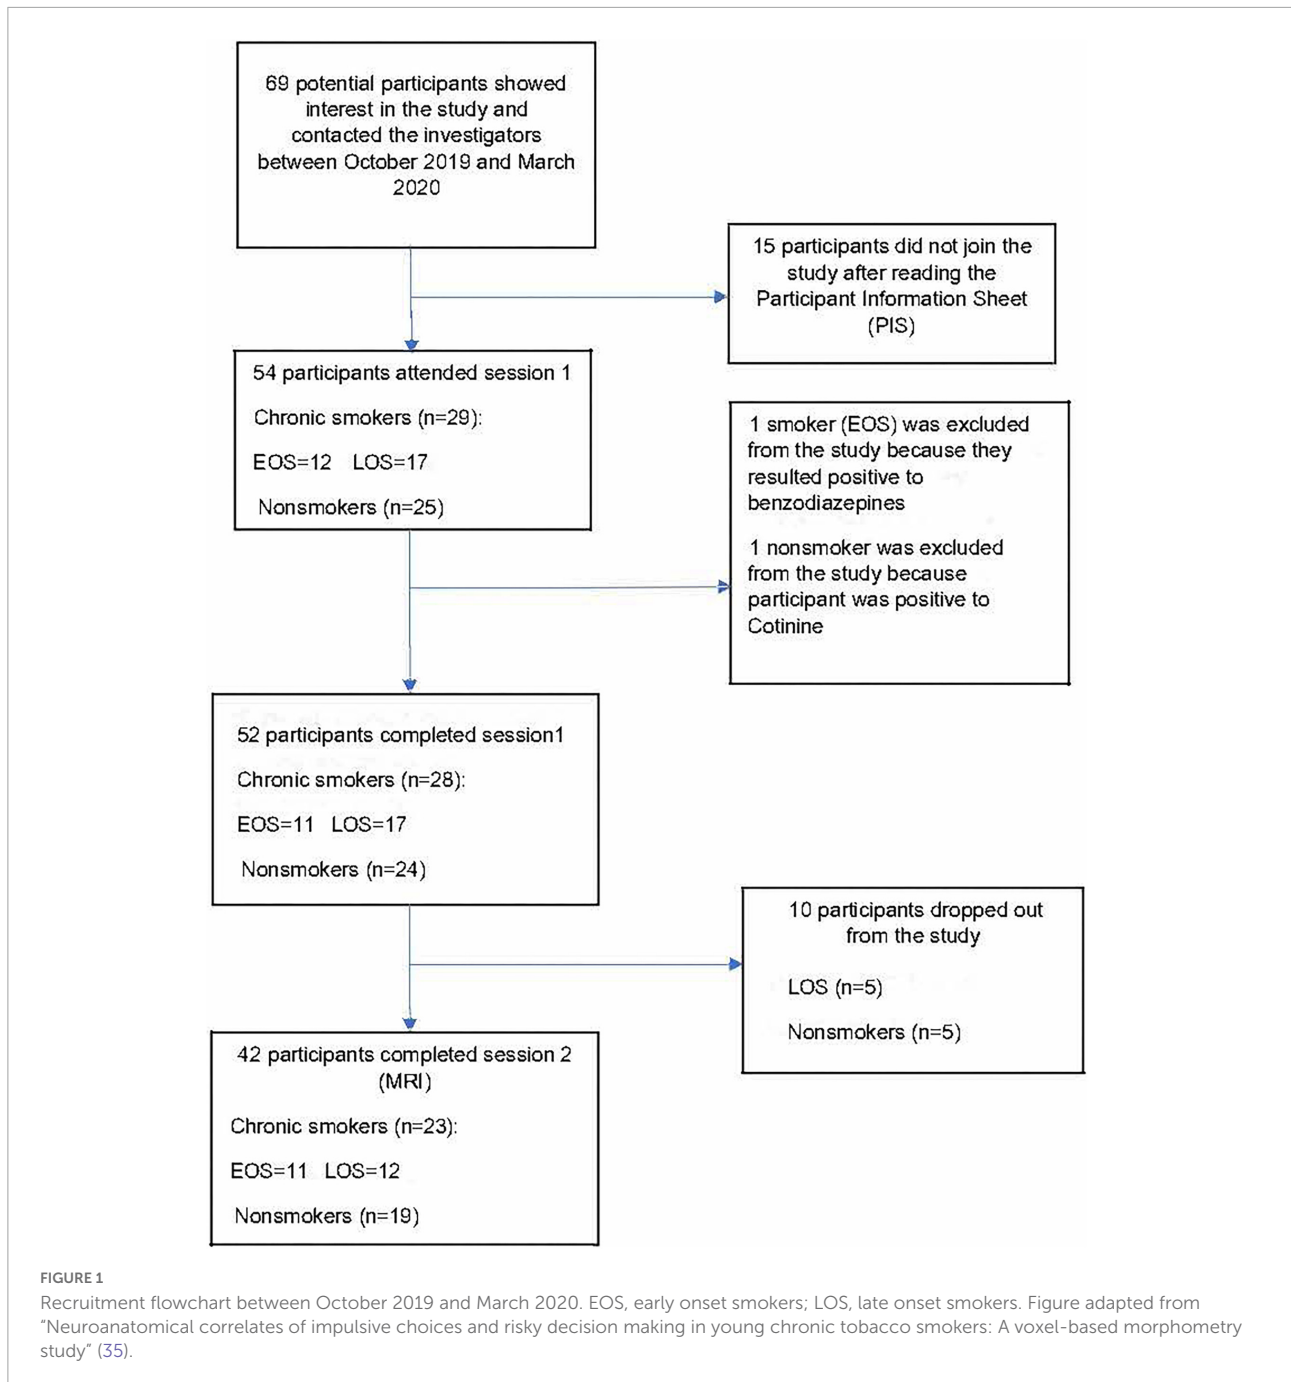 69 potential participants showed
interest in the study and
contacted the investigators
between October 2019 and March
2020
15 participants did not join the
study after reading the
Participant Information Sheet
(PIS)
54 participants attended session 1
Chronic smokers (n=29):
EOS=12 LOS=17
Nonsmokers (n=25)
1 smoker (EOS) was excluded
from the study because they
resulted positive to
benzodiazepines
1 nonsmoker was excluded
from the study because
participant was positive to
Cotinine
52 participants completed session1
Chronic smokers (n=28):
EOS=11 LOS=17
Nonsmokers (n=24)
10 participants dropped out
from the study
LOS (n=5)
Nonsmokers (n=5)
42 participants completed session 2
(MRI)
Chronic smokers (n=23):
EOS=11 LOS=12
Nonsmokers (n=19)
FIGURE 1
Recruitment flowchart between October 2019 and March 2020. EOS, early onset smokers; LOS, late onset smokers. Figure adapted from
“Neuroanatomical correlates of impulsive choices and risky decision making in young chronic tobacco smokers: A voxel-based morphometry
study” (35).